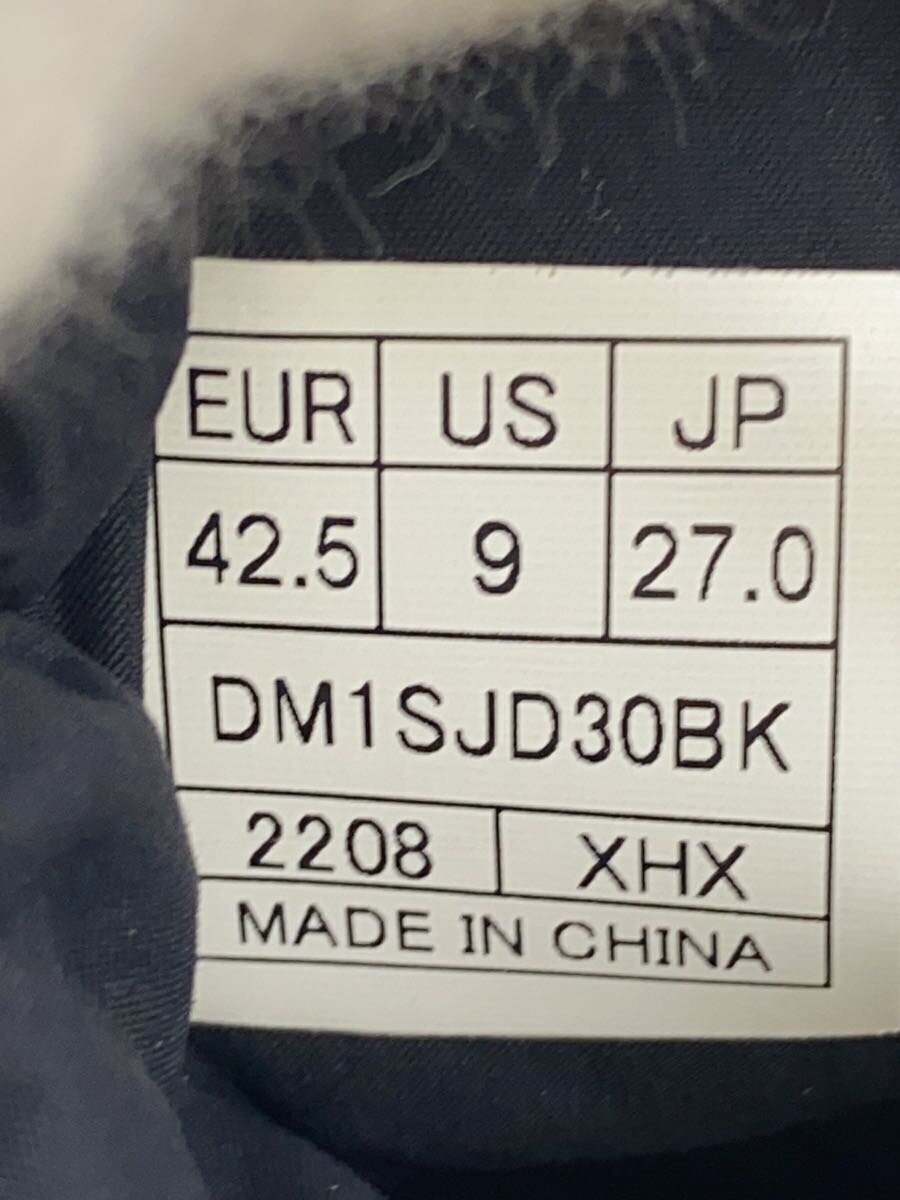 EUR US JP
42.5 9 27.0
DM1SJD30BK
2208 XHX
MADE IN CHINA